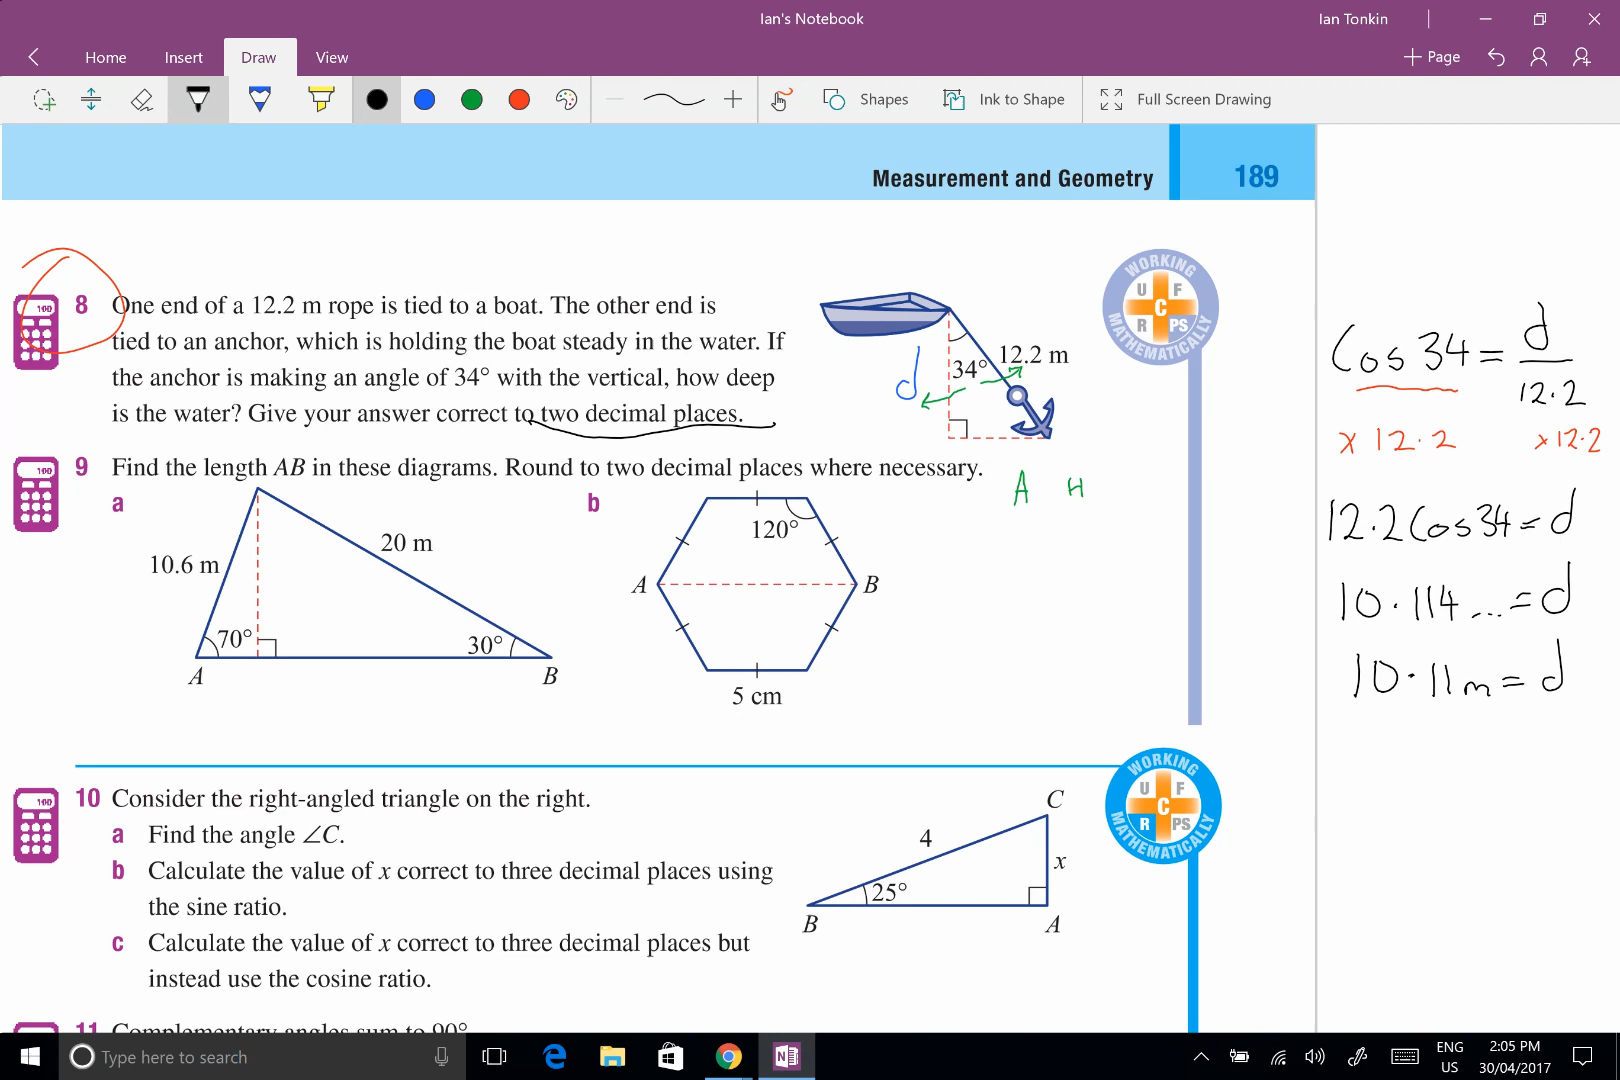 Ian's Notebook
Ian Tonkin
Home Insert Draw View
Page
Shapes Ink to Shape Full Screen Drawing
Measurement and Geometry 189
8 One end of a 12.2 m rope is tied to a boat. The other end is
tied to an anchor, which is holding the boat steady in the water. If
the anchor is making an angle of 34° with the vertical, how deep
is the water? Give your answer correct to two decimal places.
d 34° 12.2 m
A H
WORKING
U F
C
R PS
MATHEMATICALLY
9 Find the length AB in these diagrams. Round to two decimal places where necessary.
a
10.6 m
20 m
70°
30°
A B
b
120°
A B
5 cm
10 Consider the right-angled triangle on the right.
a Find the angle ∠C.
b Calculate the value of x correct to three decimal places using
the sine ratio.
c Calculate the value of x correct to three decimal places but
instead use the cosine ratio.
C
4
x
25°
B A
WORKING
U F
C
R PS
MATHEMATICALLY
11 Complementary angles sum to 90°
Cos 34 = d
12.2
x 12.2 x 12.2
12.2 Cos 34 = d
10.114 ... = d
10.11 m = d
Type here to search
ENG
US
2:05 PM
30/04/2017